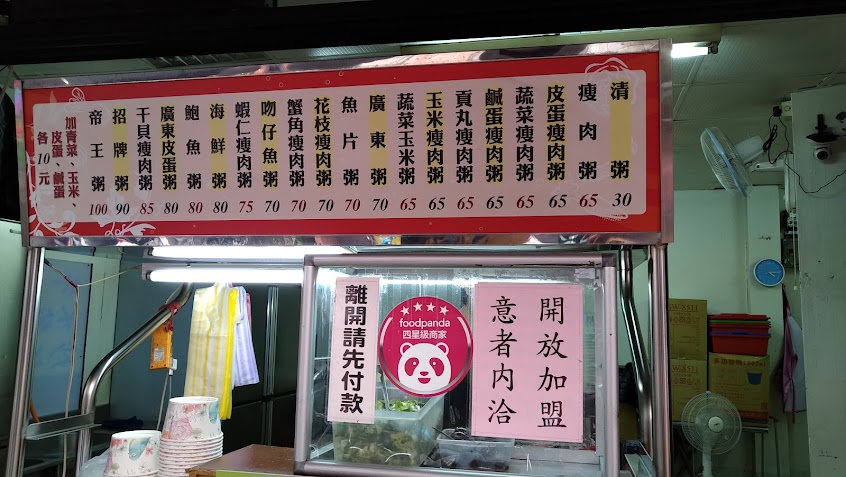 清粥 30
瘦肉粥 65
皮蛋瘦肉粥 65
蔬菜瘦肉粥 65
鹹蛋瘦肉粥 65
貢丸瘦肉粥 65
玉米瘦肉粥 65
蔬菜玉米粥 65
廣東粥 70
魚片粥 70
花枝瘦肉粥 70
蟹角瘦肉粥 70
吻仔魚粥 70
蝦仁瘦肉粥 75
海鮮粥 80
鮑魚粥 80
廣東皮蛋粥 80
干貝瘦肉粥 85
招牌粥 90
帝王粥 100
加青菜、玉米、
皮蛋、鹹蛋
各10元
離開請先付款
foodpanda
四星級商家
開放加盟
意者內洽